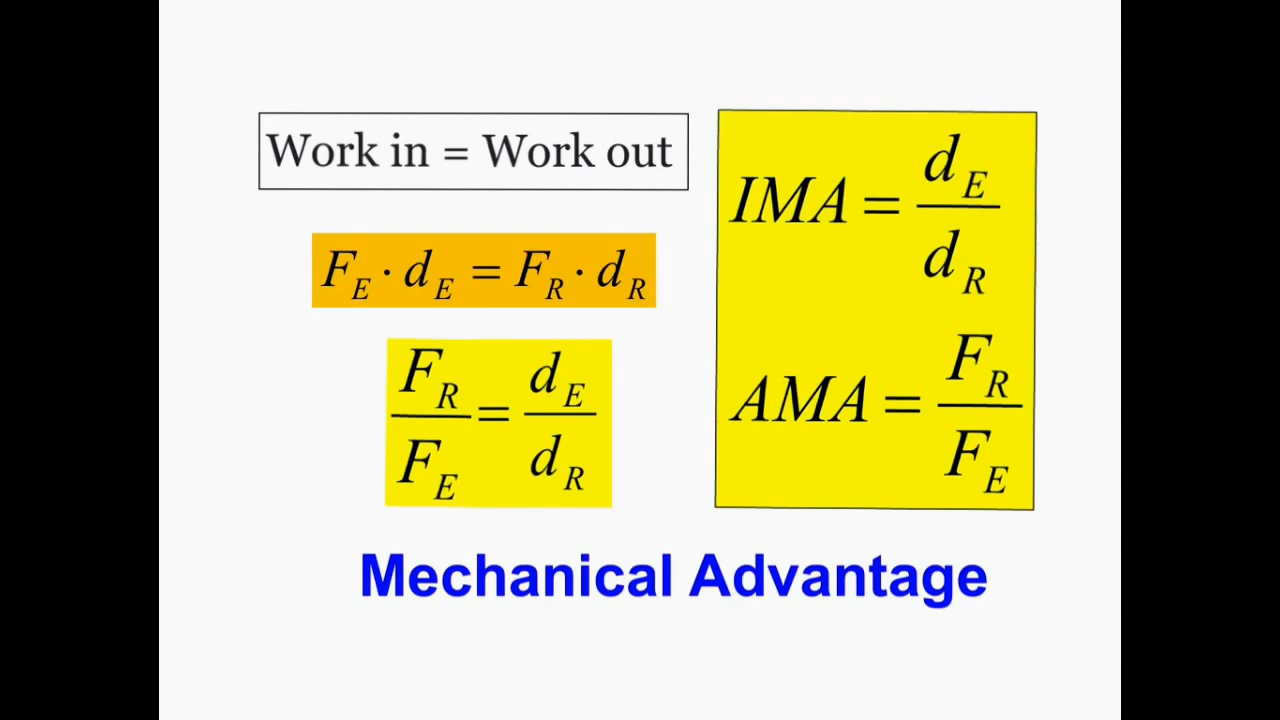 Work in = Work out
F_E · d_E = F_R · d_R
F_R / F_E = d_E / d_R
IMA = d_E / d_R
AMA = F_R / F_E
Mechanical Advantage